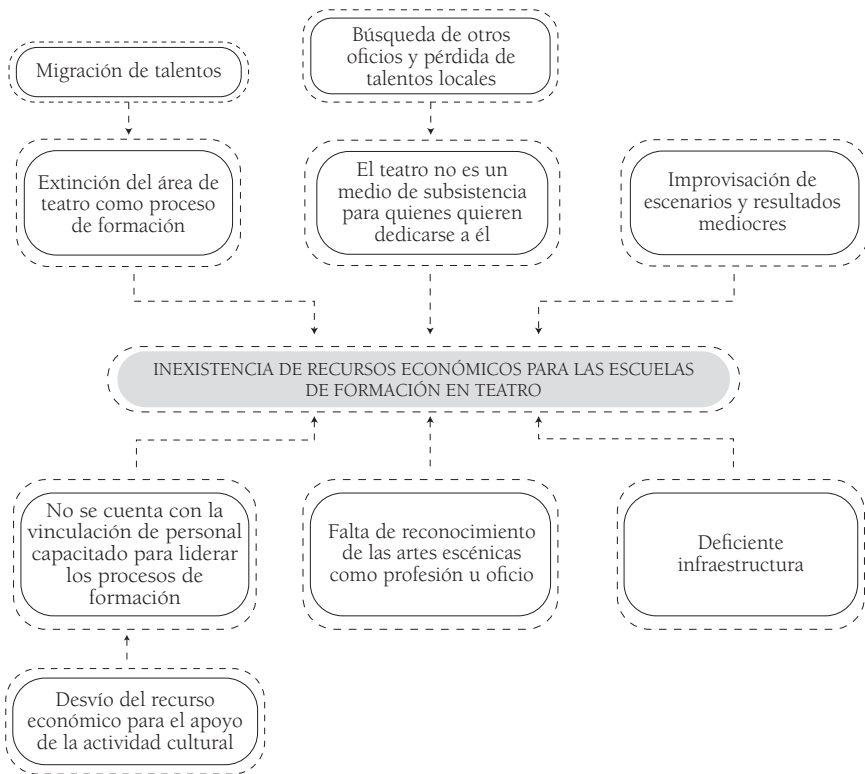 Migración de talentos
Búsqueda de otros
oficios y pérdida de
talentos locales
Extinción del área de
teatro como proceso
de formación
El teatro no es un
medio de subsistencia
para quienes quieren
dedicarse a él
Improvisación de
escenarios y resultados
mediocres
INEXISTENCIA DE RECURSOS ECONÓMICOS PARA LAS ESCUELAS
DE FORMACIÓN EN TEATRO
No se cuenta con la
vinculación de personal
capacitado para liderar
los procesos de
formación
Falta de reconocimiento
de las artes escénicas
como profesión u oficio
Deficiente
infraestructura
Desvío del recurso
económico para el apoyo
de la actividad cultural